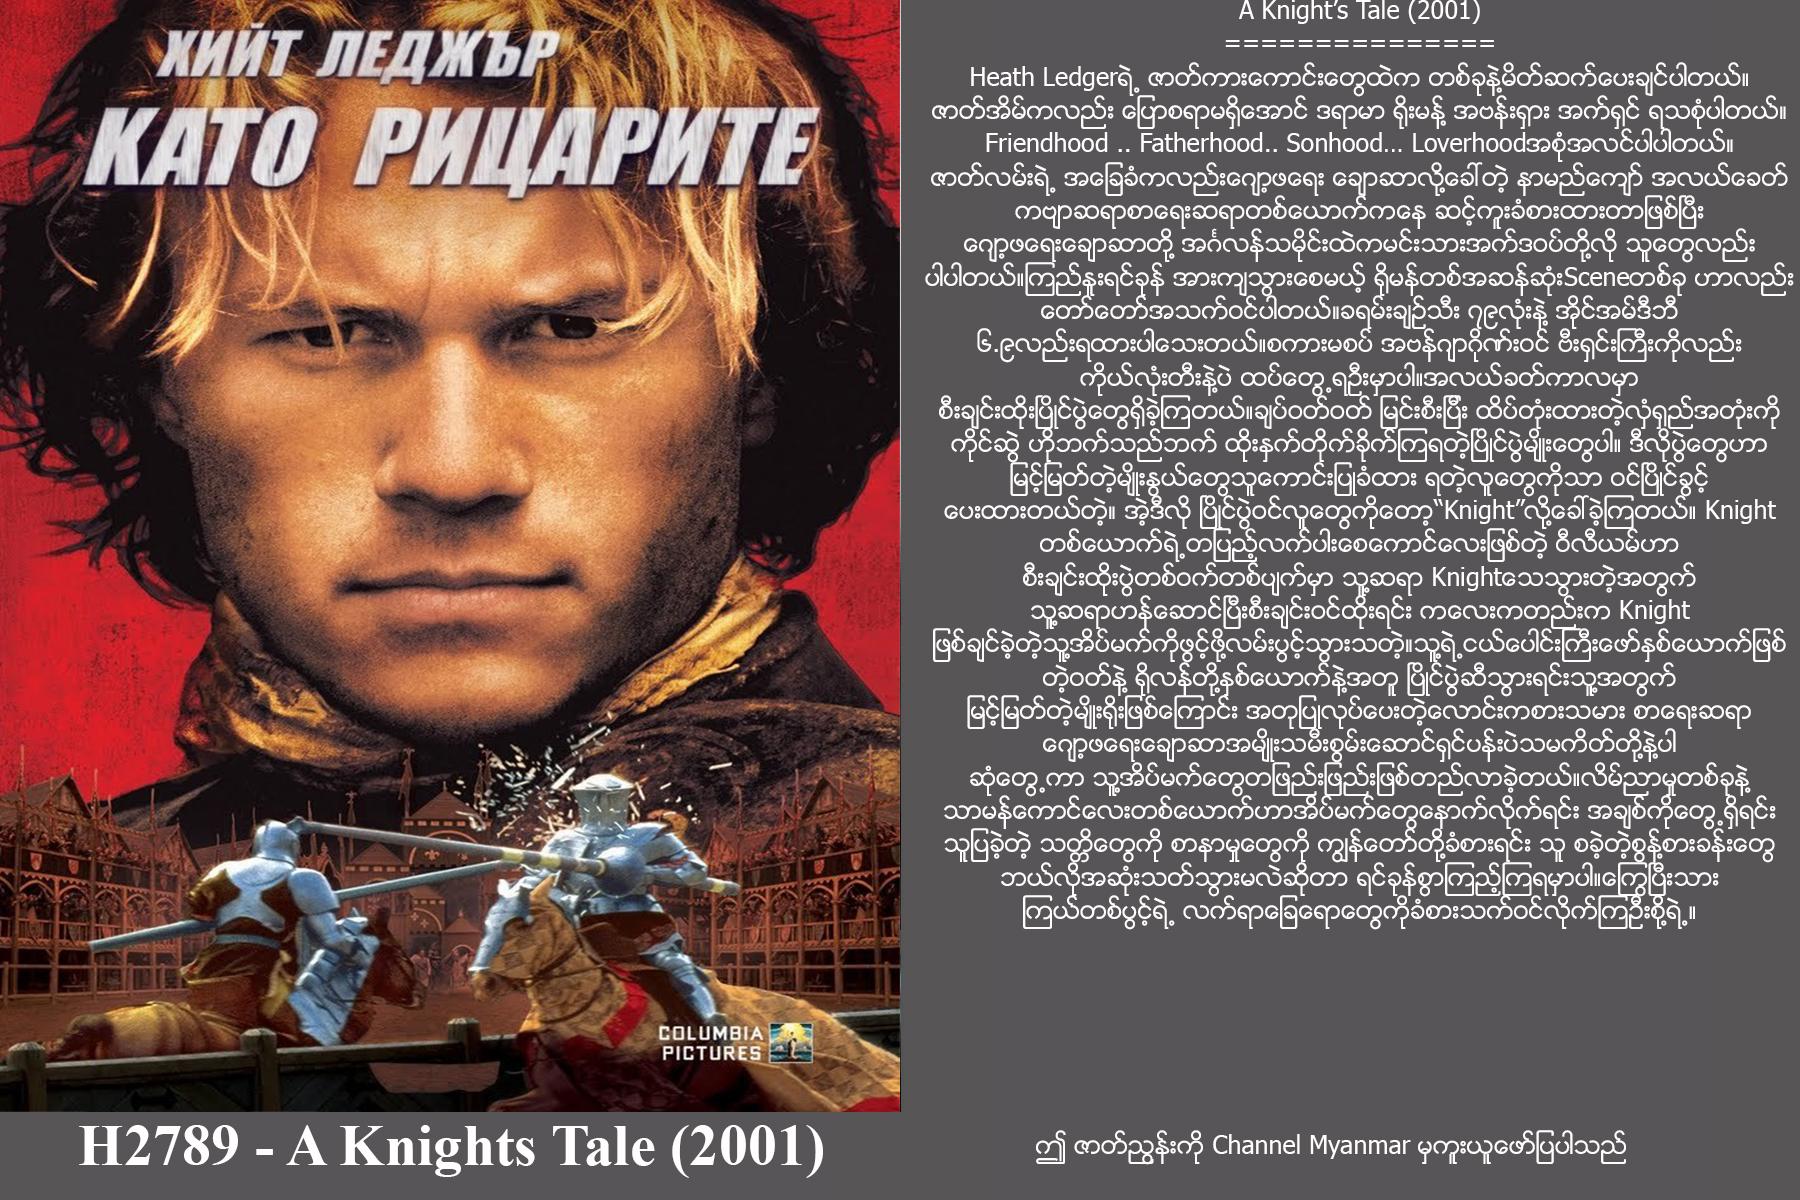 ХИЙТ ЛЕДЖЪР
КАТО РИЦАРИТЕ
COLUMBIA
PICTURES
H2789 - A Knights Tale (2001)
A Knight’s Tale (2001)
===============
Heath Ledgerရဲ့ ဇာတ်ကားကောင်းတွေထဲက တစ်ခုနဲ့မိတ်ဆက်ပေးချင်ပါတယ်။
ဇာတ်အိမ်ကလည်း ပြောစရာမရှိအောင် ဒရာမာ ရိုးမန့် အဗန်းရှား အက်ရှင် ရသစုံပါတယ်။
Friendhood .. Fatherhood.. Sonhood… Loverhoodအစုံအလင်ပါပါတယ်။
ဇာတ်လမ်းရဲ့ အခြေခံကလည်းဂျော့ဖရေး ချောဆာလို့ခေါ်တဲ့ နာမည်ကျော် အလယ်ခေတ်
ကဗျာဆရာစာရေးဆရာတစ်ယောက်ကနေ ဆင့်ကူးခံစားထားတာဖြစ်ပြီး
ဂျော့ဖရေးချောဆာတို့ အင်္ဂလန်သမိုင်းထဲကမင်းသားအက်ဒဝပ်တို့လို သူတွေလည်း
ပါပါတယ်။ကြည်နူးရင်ခုန် အားကျသွားစေမယ့် ရိုမန်တစ်အဆန်ဆုံးSceneတစ်ခု ဟာလည်း
တော်တော်အသက်ဝင်ပါတယ်။ခရမ်းချဉ်သီး ၇၉လုံးနဲ့ အိုင်အမ်ဒီဘီ
၆.၉လည်းရထားပါသေးတယ်။စကားမစပ် အဗန်ဂျာဂိုဏ်းဝင် ဗီးရှင်းကြီးကိုလည်း
ကိုယ်လုံးတီးနဲ့ပဲ ထပ်တွေ့ရဦးမှာပါ။အလယ်ခတ်ကာလမှာ
စီးချင်းထိုးပြိုင်ပွဲတွေရှိခဲ့ကြတယ်။ချပ်ဝတ်ဝတ် မြင်းစီးပြီး ထိပ်တုံးထားတဲ့လှံရှည်အတုံးကို
ကိုင်ဆွဲ ဟိုဘက်သည်ဘက် ထိုးနှက်တိုက်ခိုက်ကြရတဲ့ပြိုင်ပွဲမျိုးတွေပါ။ ဒီလိုပွဲတွေဟာ
မြင့်မြတ်တဲ့မျိုးနွယ်တွေသူကောင်းပြုခံထား ရတဲ့လူတွေကိုသာ ဝင်ပြိုင်ခွင့်
ပေးထားတယ်တဲ့။ အဲ့ဒီလို ပြိုင်ပွဲဝင်လူတွေကိုတော့“Knight”လို့ခေါ်ခဲ့ကြတယ်။ Knight
တစ်ယောက်ရဲ့တပြည့်လက်ပါးစေကောင်လေးဖြစ်တဲ့ ဝီလီယမ်ဟာ
စီးချင်းထိုးပွဲတစ်ဝက်တစ်ပျက်မှာ သူ့ဆရာ Knightသေသွားတဲ့အတွက်
သူ့ဆရာဟန်ဆောင်ပြီးစီးချင်းဝင်ထိုးရင်း ကလေးကတည်းက Knight
ဖြစ်ချင်ခဲ့တဲ့သူ့အိပ်မက်ကိုဖွင့်ဖို့လမ်းပွင့်သွားသတဲ့။သူ့ရဲ့ငယ်ပေါင်းကြီးဖော်နှစ်ယောက်ဖြစ်
တဲ့ဝတ်နဲ့ ရိုလန်တို့နှစ်ယောက်နဲ့အတူ ပြိုင်ပွဲဆီသွားရင်းသူ့အတွက်
မြင့်မြတ်တဲ့မျိုးရိုးဖြစ်ကြောင်း အတုပြုလုပ်ပေးတဲ့လောင်းကစားသမား စာရေးဆရာ
ဂျော့ဖရေးချောဆာအမျိုးသမီးစွမ်းဆောင်ရှင်ပန်းပဲသမကိတ်တို့နဲ့ပါ
ဆုံတွေ့ကာ သူ့အိပ်မက်တွေတဖြည်းဖြည်းဖြစ်တည်လာခဲ့တယ်။လိမ်ညာမှုတစ်ခုနဲ့
သာမန်ကောင်လေးတစ်ယောက်ဟာအိပ်မက်တွေနောက်လိုက်ရင်း အချစ်ကိုတွေ့ရှိရင်း
သူပြခဲ့တဲ့ သတ္တိတွေကို စာနာမှုတွေကို ကျွန်တော်တို့ခံစားရင်း သူ စခဲ့တဲ့စွန့်စားခန်းတွေ
ဘယ်လိုအဆုံးသတ်သွားမလဲဆိုတာ ရင်ခုန်စွာကြည့်ကြရမှာပါ။ကြွေပြီးသား
ကြယ်တစ်ပွင့်ရဲ့ လက်ရာခြေရာတွေကိုခံစားသက်ဝင်လိုက်ကြဦးစို့ရဲ့။
ဤ ဇာတ်ညွှန်းကို Channel Myanmar မှကူးယူဖော်ပြပါသည်